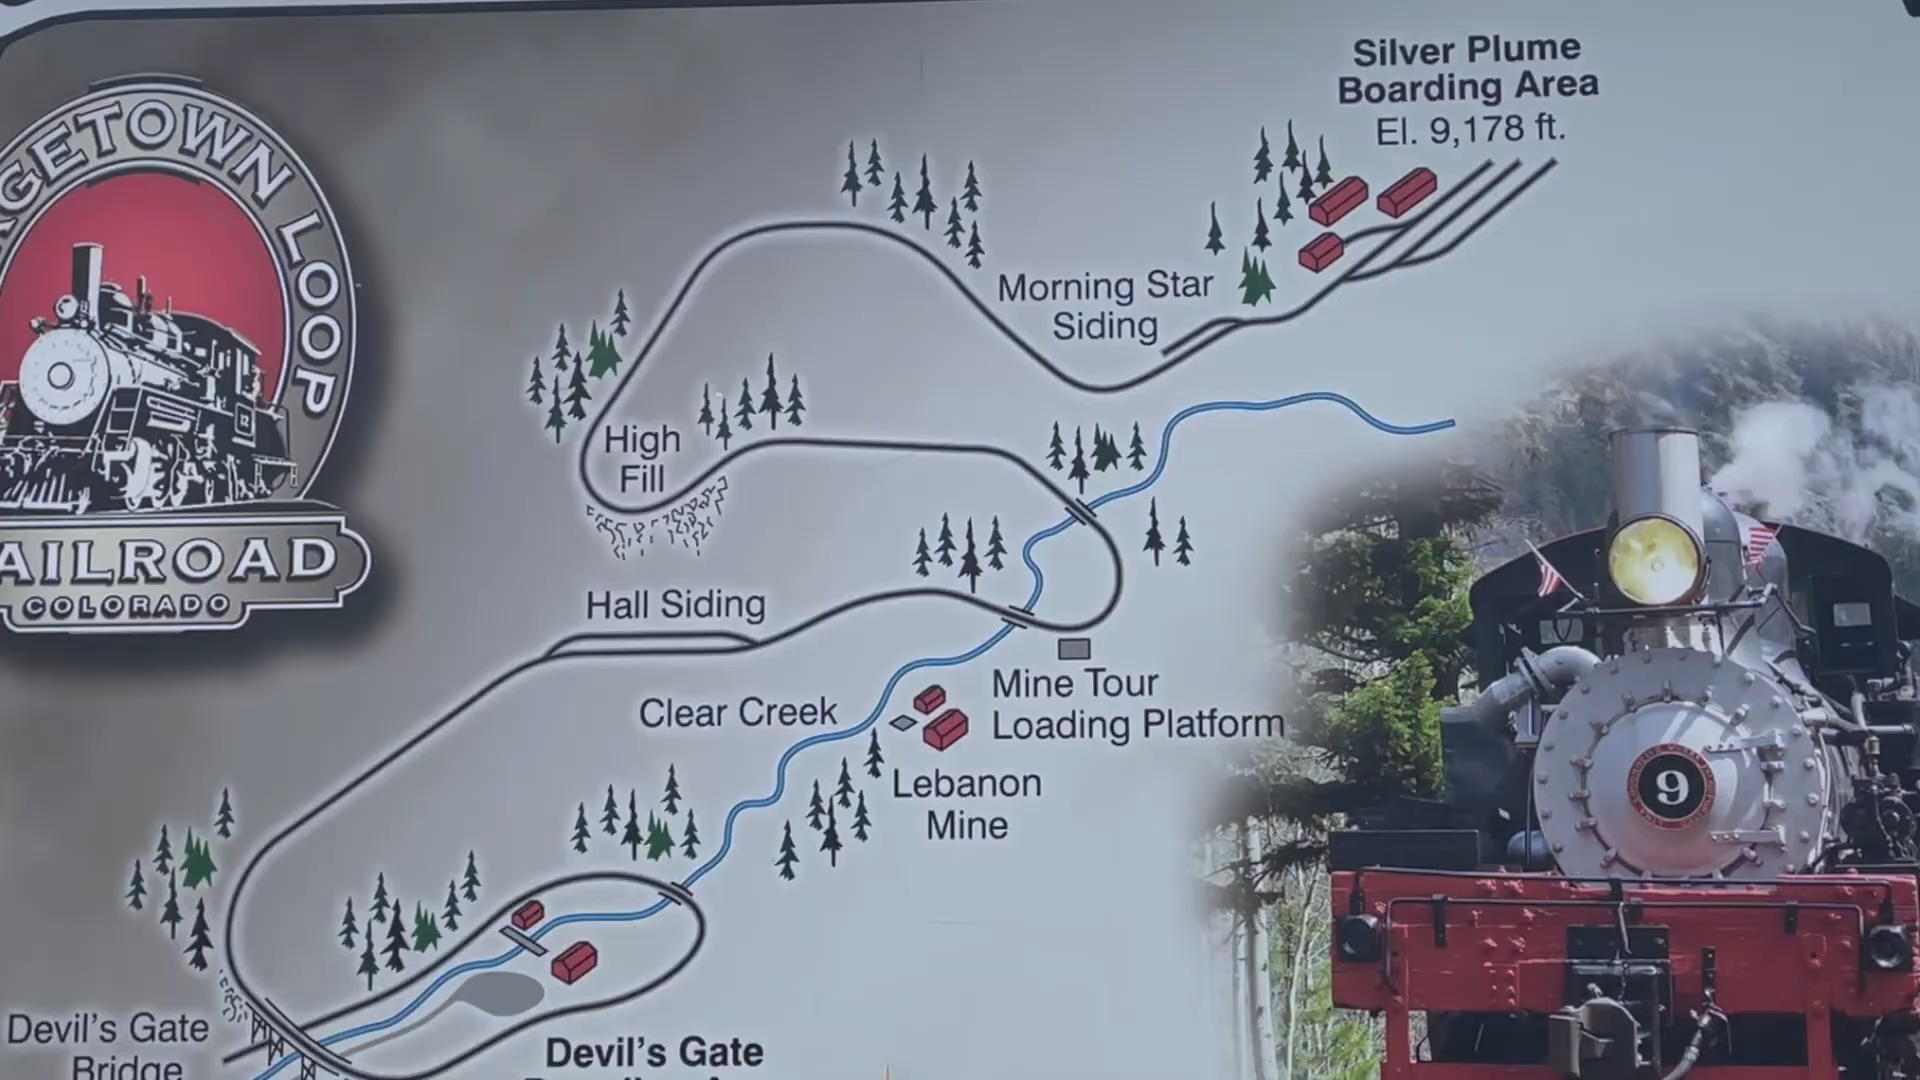 GETOWN LOOP
AILROAD
COLORADO
12
Silver Plume
Boarding Area
El. 9,178 ft.
Morning Star
Siding
High
Fill
Hall Siding
Mine Tour
Loading Platform
Clear Creek
Lebanon
Mine
9
Devil's Gate
Bridge
Devil's Gate